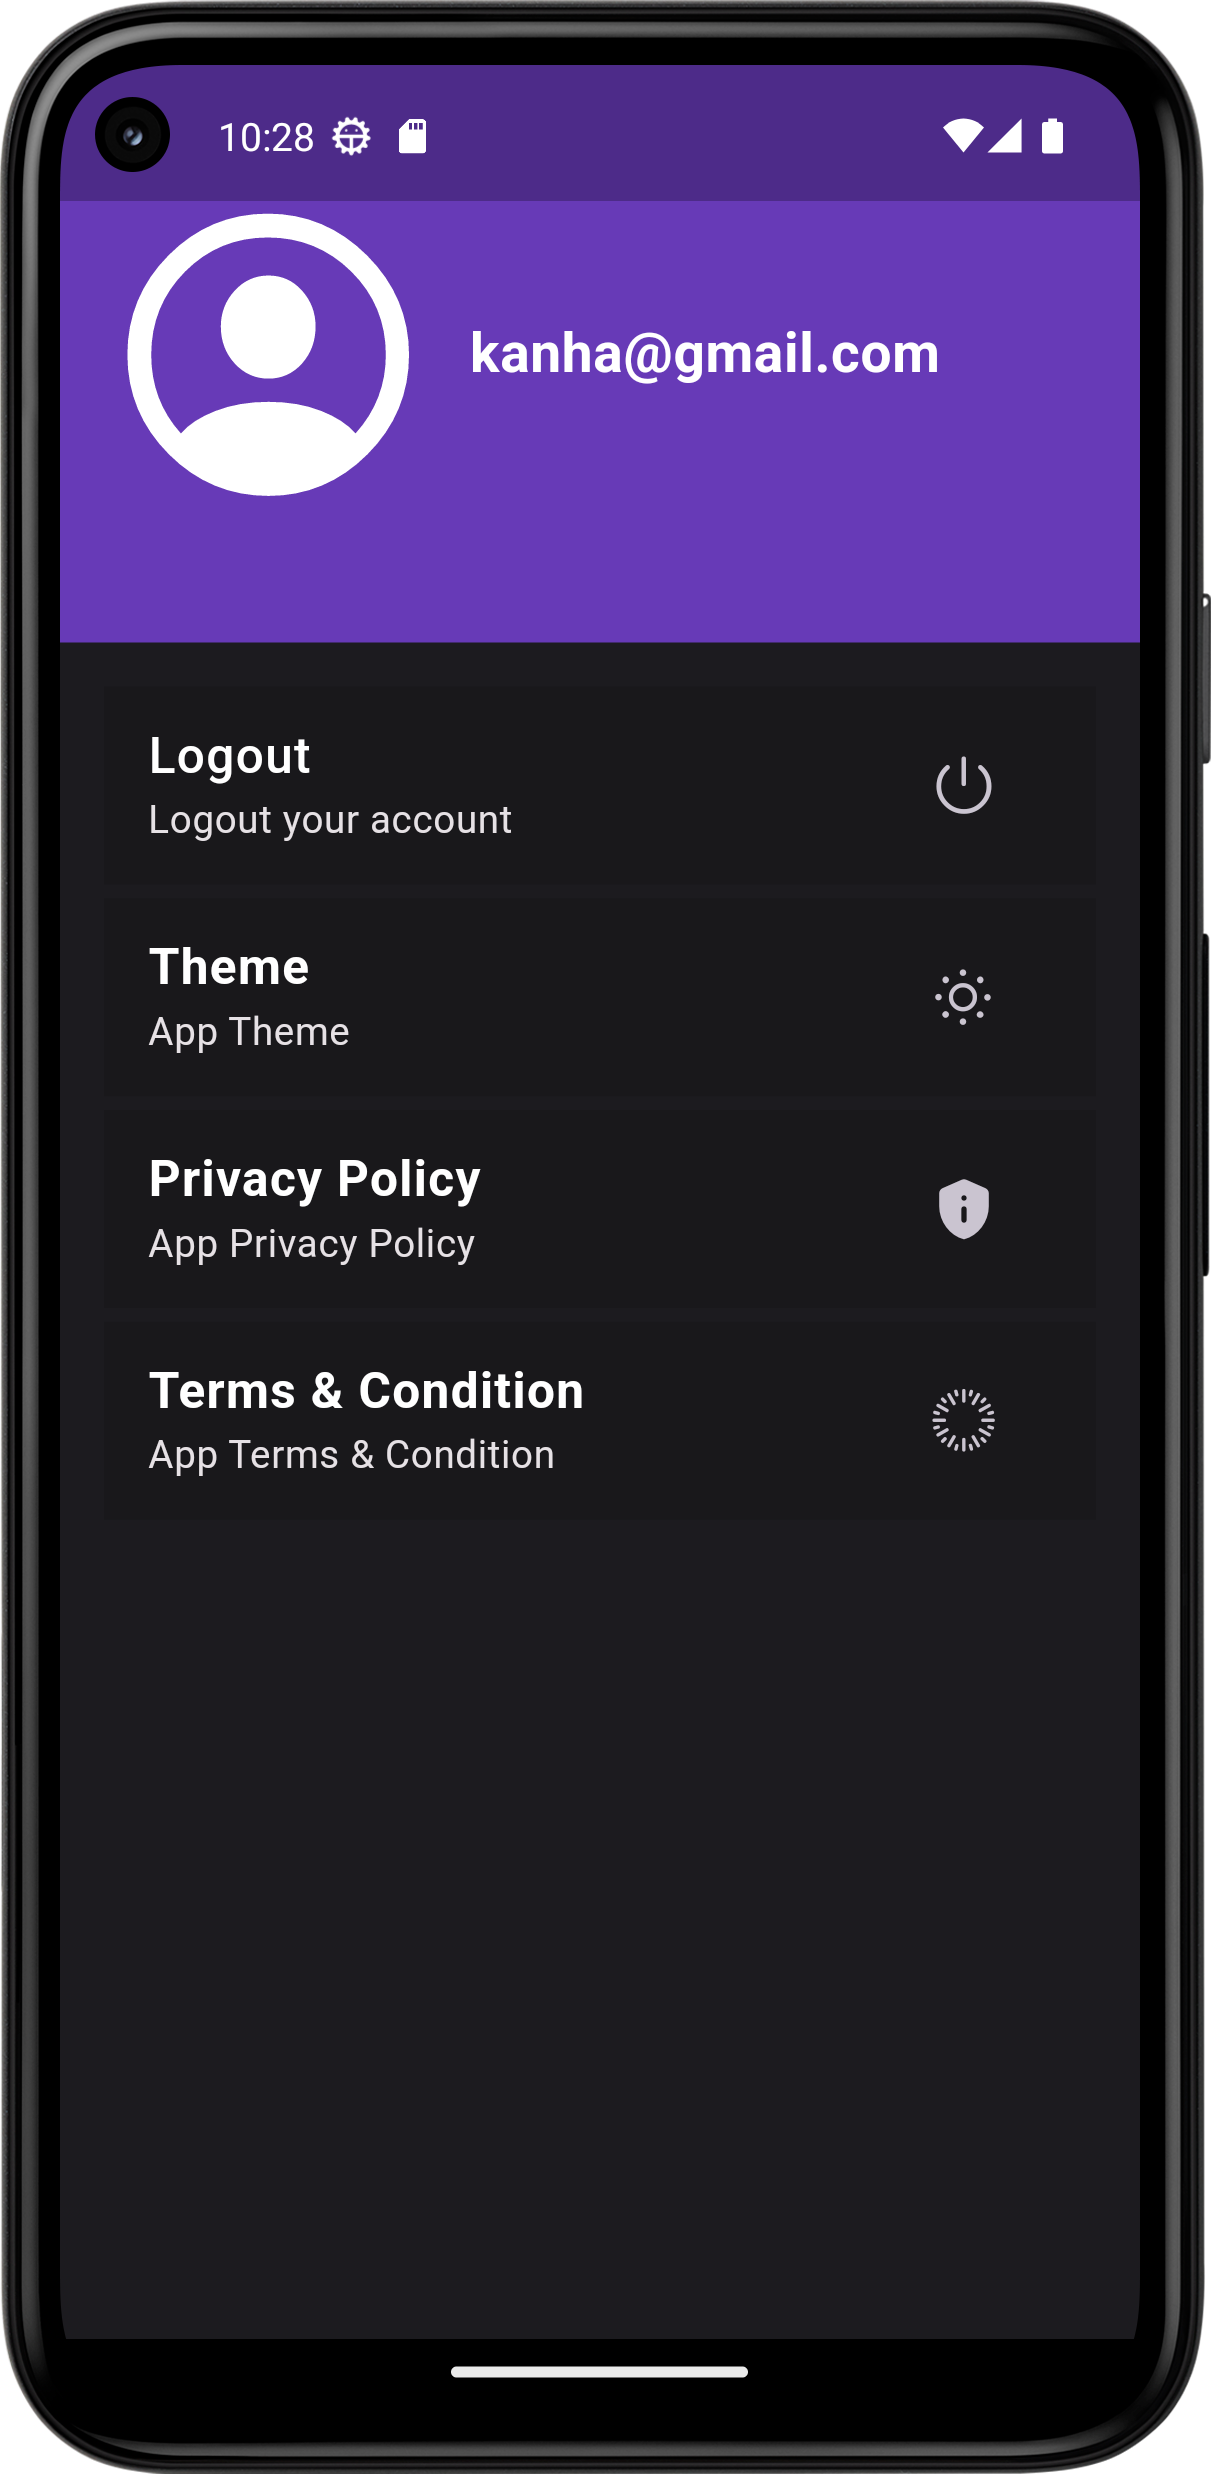 10:28
kanha@gmail.com
Logout
Logout your account
Theme
App Theme
Privacy Policy
App Privacy Policy
Terms & Condition
App Terms & Condition